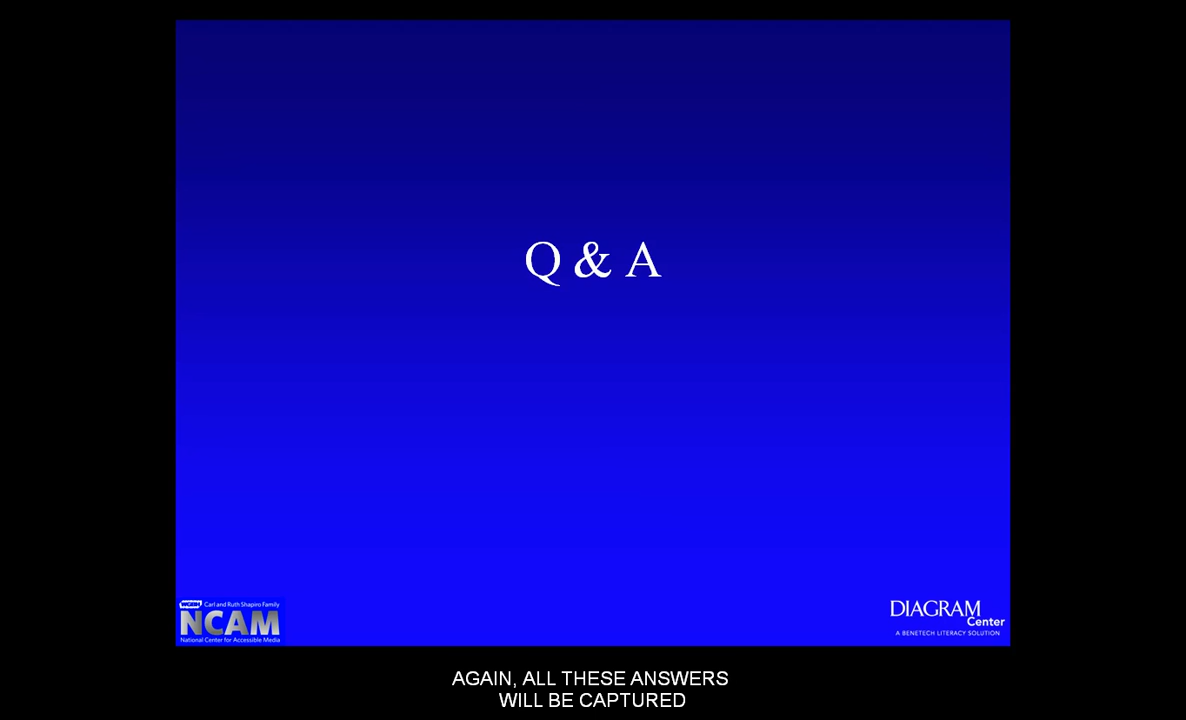 Q & A
WGBH Carl and Ruth Shapiro Family
NCAM
National Center for Accessible Media
DIAGRAM
Center
A BENETECH LITERACY SOLUTION
AGAIN, ALL THESE ANSWERS
WILL BE CAPTURED